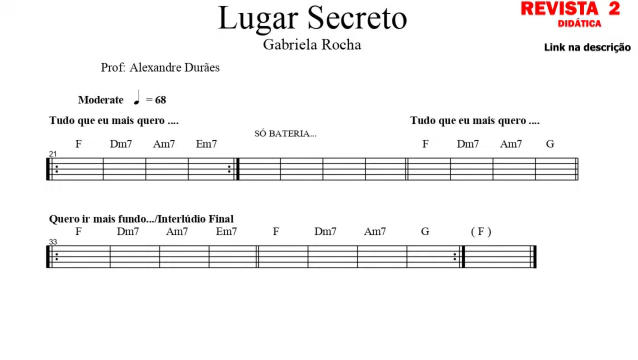 Lugar Secreto
REVISTA 2
DIDÁTICA
Gabriela Rocha
Link na descrição
Prof: Alexandre Durães
Moderate ♩ = 68
Tudo que eu mais quero .... Tudo que eu mais quero ....
SÓ BATERIA...
F Dm7 Am7 Em7 F Dm7 Am7 G
21
Quero ir mais fundo.../Interlúdio Final
F Dm7 Am7 Em7 F Dm7 Am7 G ( F )
33